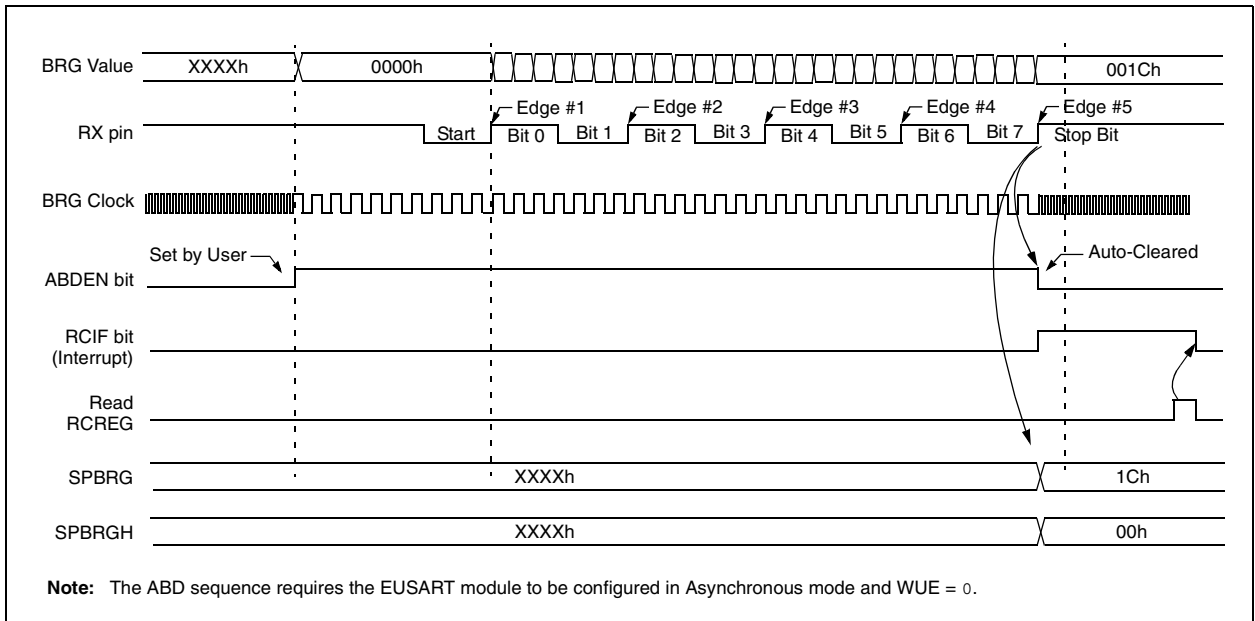 BRG Value XXXXh 0000h 001Ch
Edge #1 Edge #2 Edge #3 Edge #4 Edge #5
RX pin Start Bit 0 Bit 1 Bit 2 Bit 3 Bit 4 Bit 5 Bit 6 Bit 7 Stop Bit
BRG Clock
Set by User Auto-Cleared
ABDEN bit
RCIF bit
(Interrupt)
Read
RCREG
SPBRG XXXXh 1Ch
SPBRGH XXXXh 00h
Note: The ABD sequence requires the EUSART module to be configured in Asynchronous mode and WUE = 0.